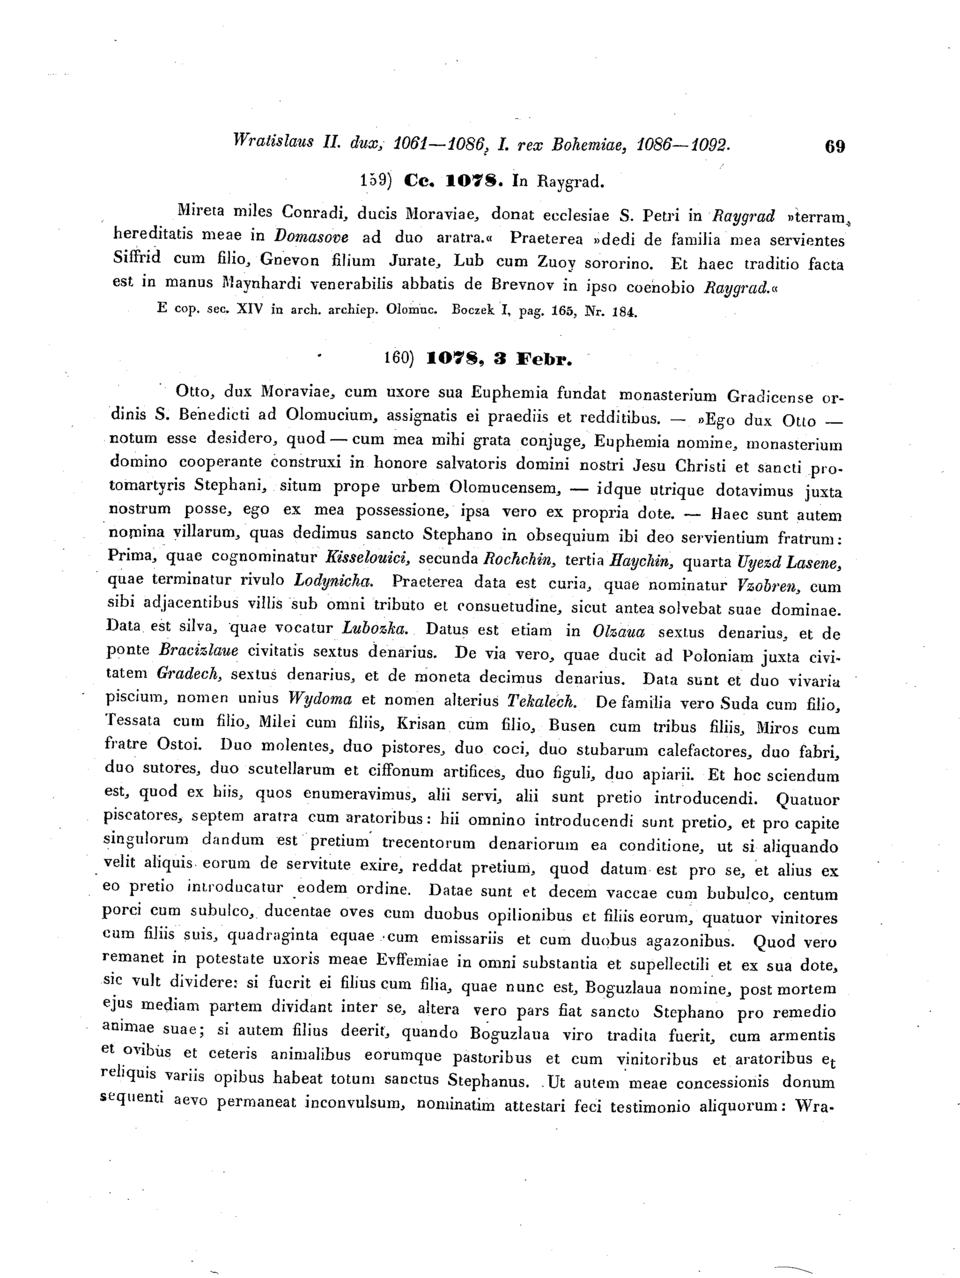 Wratislaus II. dux, 1061—1086, I. rex Bohemiae, 1086—1092. 69
159) Cc. 1078. In Raygrad.
Mireta miles Conradi, ducis Moraviae, donat ecclesiae S. Petri in Raygrad »terram,
hereditatis meae in Domasove ad duo aratra.« Praeterea »dedi de familia mea servientes
Siffrid cum filio, Gnevon filium Jurate, Lub cum Zuoy sororino. Et haec traditio facta
est in manus Maynhardi venerabilis abbatis de Brevnov in ipso coenobio Raygrad.«
E cop. sec. XIV in arch. archiep. Olomuc. Boczek I, pag. 165, Nr. 184.
160) 1078, 3 Febr.
Otto, dux Moraviae, cum uxore sua Euphemia fundat monasterium Gradicense or-
dinis S. Benedicti ad Olomucium, assignatis ei praediis et redditibus. — »Ego dux Otto —
notum esse desidero, quod — cum mea mihi grata conjuge, Euphemia nomine, monasterium
domino cooperante construxi in honore salvatoris domini nostri Jesu Christi et sancti pro-
tomartyris Stephani, situm prope urbem Olomucensem, — idque utrique dotavimus juxta
nostrum posse, ego ex mea possessione, ipsa vero ex propria dote. — Haec sunt autem
nomina villarum, quas dedimus sancto Stephano in obsequium ibi deo servientium fratrum:
Prima, quae cognominatur Kisselouici, secunda Rochchin, tertia Haychin, quarta Uyezd Lasene,
quae terminatur rivulo Lodynicha. Praeterea data est curia, quae nominatur Vzobren, cum
sibi adjacentibus villis sub omni tributo et consuetudine, sicut antea solvebat suae dominae.
Data est silva, quae vocatur Lubozka. Datus est etiam in Olzaua sextus denarius, et de
ponte Bracizlaue civitatis sextus denarius. De via vero, quae ducit ad Poloniam juxta civi-
tatem Gradech, sextus denarius, et de moneta decimus denarius. Data sunt et duo vivaria
piscium, nomen unius Wydoma et nomen alterius Tekalech. De familia vero Suda cum filio,
Tessata cum filio, Milei cum filiis, Krisan cum filio, Busen cum tribus filiis, Miros cum
fratre Ostoi. Duo molentes, duo pistores, duo coci, duo stubarum calefactores, duo fabri,
duo sutores, duo scutellarum et ciffonum artifices, duo figuli, duo apiarii. Et hoc sciendum
est, quod ex hiis, quos enumeravimus, alii servi, alii sunt pretio introducendi. Quatuor
piscatores, septem aratra cum aratoribus: hii omnino introducendi sunt pretio, et pro capite
singulorum dandum est pretium trecentorum denariorum ea conditione, ut si aliquando
velit aliquis eorum de servitute exire, reddat pretium, quod datum est pro se, et alius ex
eo pretio introducatur eodem ordine. Datae sunt et decem vaccae cum bubulco, centum
porci cum subulco, ducentae oves cum duobus opilionibus et filiis eorum, quatuor vinitores
cum filiis suis, quadraginta equae cum emissariis et cum duobus agazonibus. Quod vero
remanet in potestate uxoris meae Evffemiae in omni substantia et supellectili et ex sua dote,
sic vult dividere: si fuerit ei filius cum filia, quae nunc est, Boguzlaua nomine, post mortem
ejus mediam partem dividant inter se, altera vero pars fiat sancto Stephano pro remedio
animae suae; si autem filius deerit, quando Boguzlaua viro tradita fuerit, cum armentis
et ovibus et ceteris animalibus eorumque pastoribus et cum vinitoribus et aratoribus et
reliquis variis opibus habeat totum sanctus Stephanus. Ut autem meae concessionis donum
sequenti aevo permaneat inconvulsum, nominatim attestari feci testimonio aliquorum: Wra-